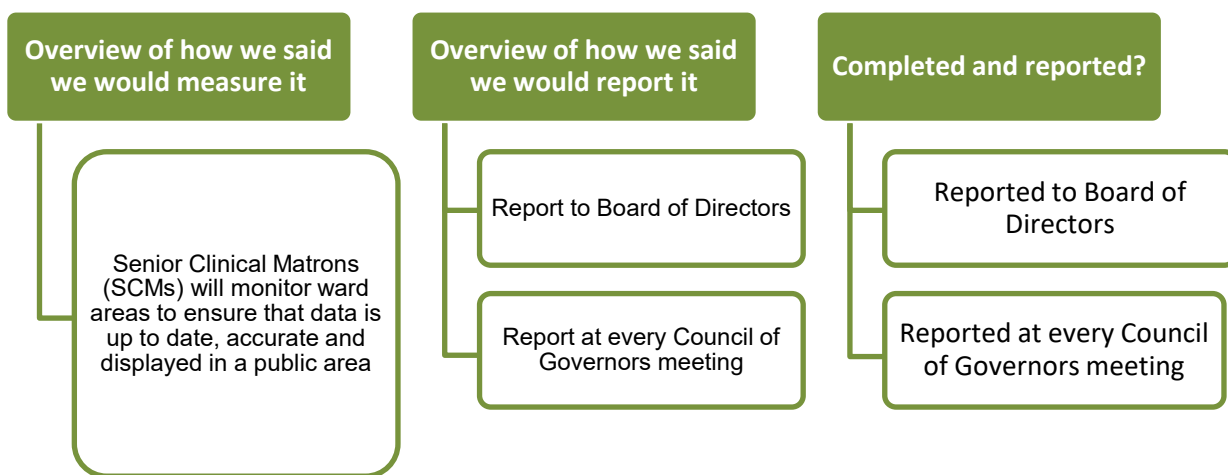 Overview of how we said
we would measure it
Senior Clinical Matrons
(SCMs) will monitor ward
areas to ensure that data is
up to date, accurate and
displayed in a public area
Overview of how we said
we would report it
Report to Board of Directors
Report at every Council of
Governors meeting
Completed and reported?
Reported to Board of
Directors
Reported at every Council
of Governors meeting